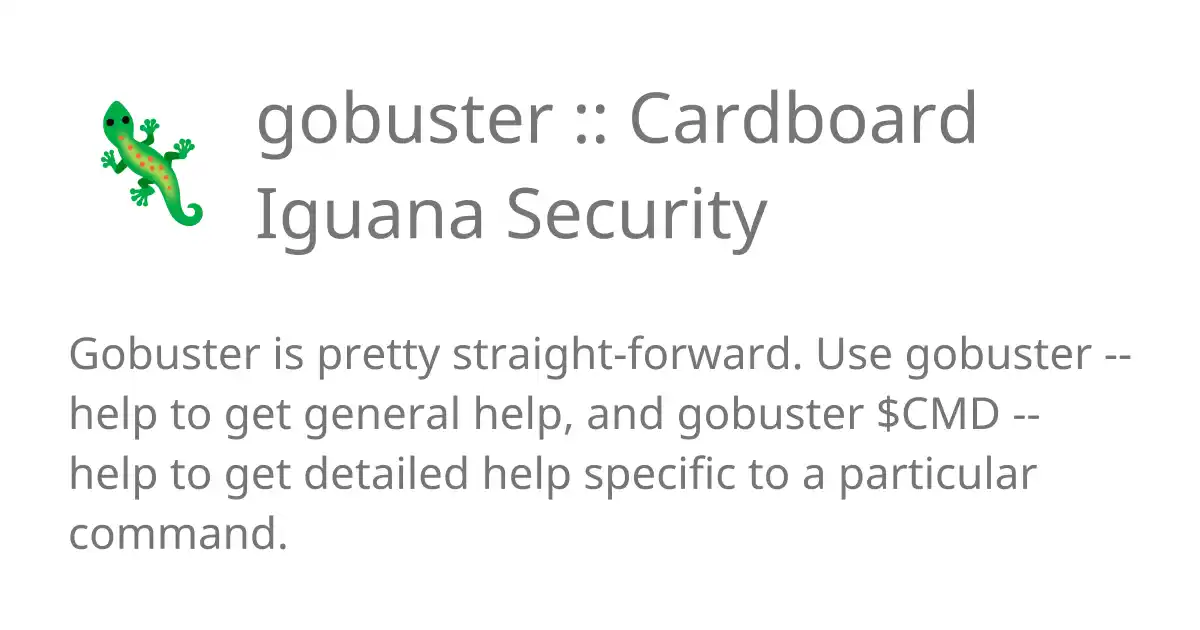 gobuster :: Cardboard
Iguana Security
Gobuster is pretty straight-forward. Use gobuster --
help to get general help, and gobuster $CMD --
help to get detailed help specific to a particular
command.